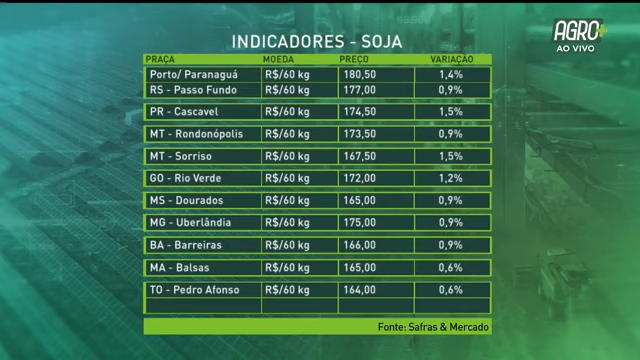 AGRO+
AO VIVO
INDICADORES - SOJA
PRAÇA MOEDA PREÇO VARIAÇÃO
Porto/ Paranaguá R$/60 kg 180,50 1,4%
RS - Passo Fundo R$/60 kg 177,00 0,9%
PR - Cascavel R$/60 kg 174,50 1,5%
MT - Rondonópolis R$/60 kg 173,50 0,9%
MT - Sorriso R$/60 kg 167,50 1,5%
GO - Rio Verde R$/60 kg 172,00 1,2%
MS - Dourados R$/60 kg 165,00 0,9%
MG - Uberlândia R$/60 kg 175,00 0,9%
BA - Barreiras R$/60 kg 166,00 0,9%
MA - Balsas R$/60 kg 165,00 0,6%
TO - Pedro Afonso R$/60 kg 164,00 0,6%
Fonte: Safras & Mercado